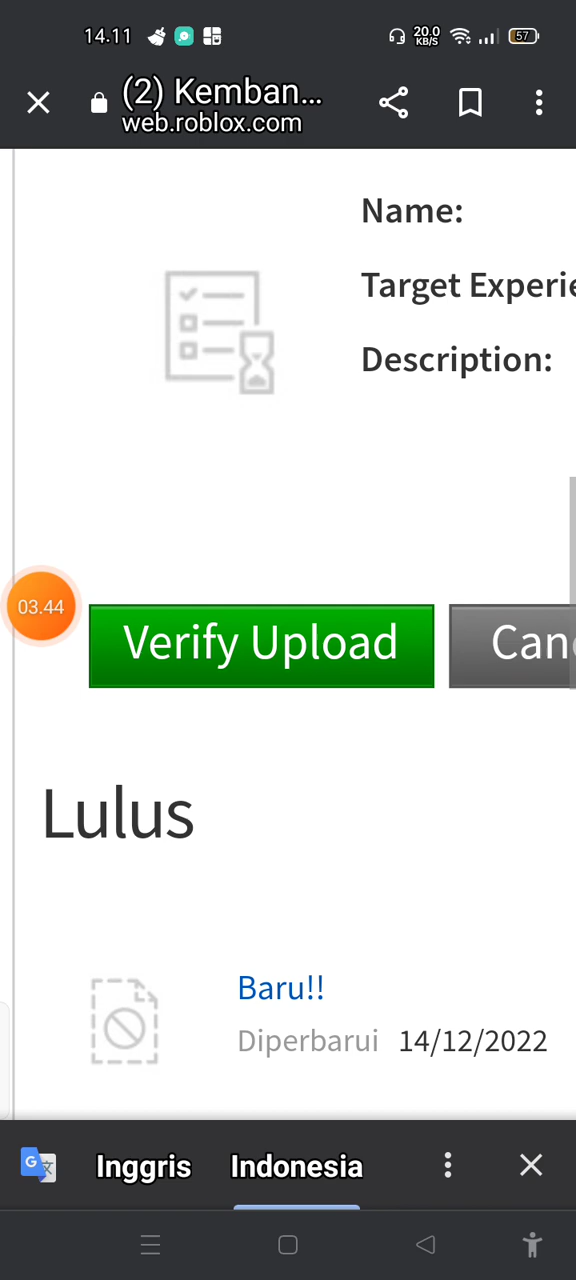 14.11 20.0 KB/S 57
(2) Kemban...
web.roblox.com
Name:
Target Experie
Description:
03.44
Verify Upload Canc
Lulus
Baru!!
Diperbarui 14/12/2022
Inggris Indonesia